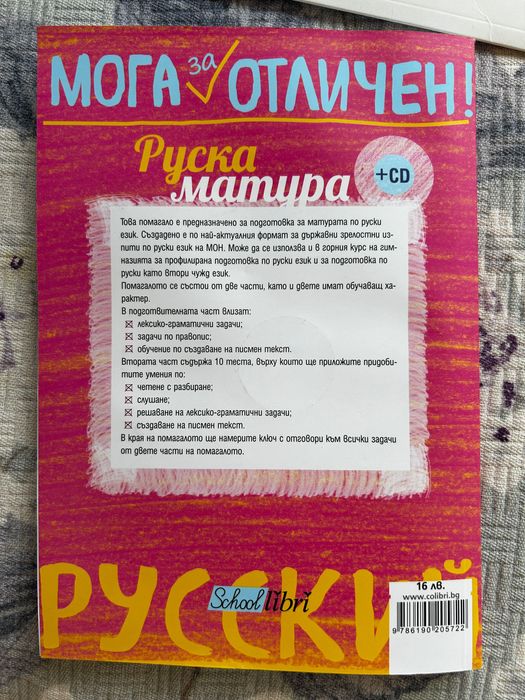 МОГА за ОТЛИЧЕН!
Руска
матура
+CD
Това помагало е предназначено за подготовка за матурата по руски
език. Създадено е по най-актуалния формат за държавни зрелостни из-
пити по руски език на МОН. Може да се използва и в горния курс на гим-
назията за профилирана подготовка по руски език и за подготовка по
руски като втори чужд език.
Помагалото се състои от две части, като и двете имат обучаващ ха-
рактер.
В подготвителната част влизат:
лексико-граматични задачи;
задачи по правопис;
обучение по създаване на писмен текст.
Втората част съдържа 10 теста, върху които ще приложите придоби-
тите умения по:
четене с разбиране;
слушане;
решаване на лексико-граматични задачи;
създаване на писмен текст.
В края на помагалото ще намерите ключ с отговори към всички задачи
от двете части на помагалото.
РУССКИЙ
School libri
16 лв.
www.colibri.bg
9 786190 205722